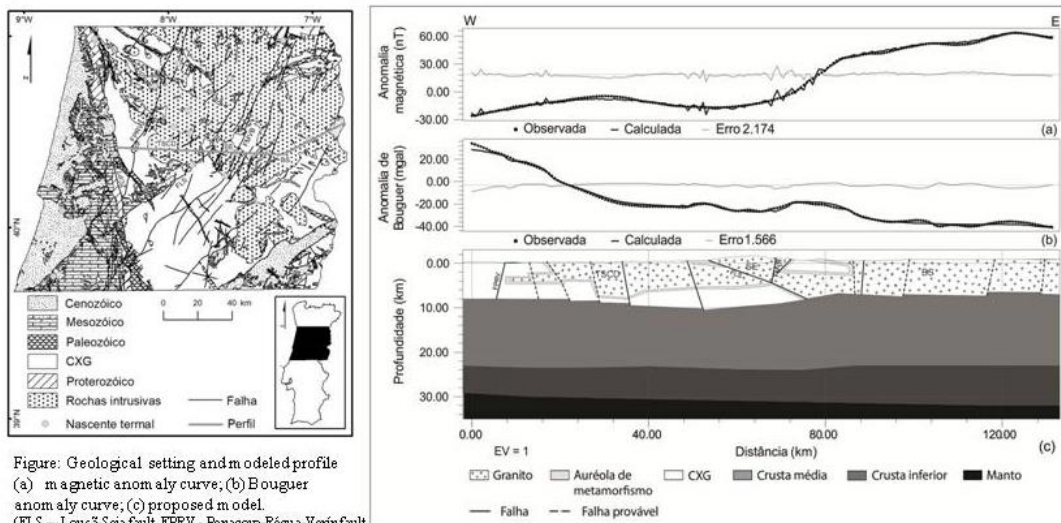 9°W
8°W
7°W
40°N
39°N
0 20 40 km
Cenozóico
Mesozóico
Paleozóico
CXG
Proterozóico
Rochas intrusivas
Nascente termal
Falha
Perfil
Figure: Geological setting and modeled profile
(a) magnetic anomaly curve; (b) Bouguer
anomaly curve; (c) proposed model.
W E
Anomalia
magnética (nT)
60.00
30.00
0.00
-30.00
Observada Calculada Erro 2.174 (a)
Anomalia de
Bouguer (mgal)
20.00
0.00
-20.00
-40.00
Observada Calculada Erro 1.566 (b)
Profundidade (km)
0.00
10.00
20.00
30.00
BS
0.00 40.00 80.00 120.00
EV = 1 Distância (km) (c)
Granito Auréola de metamorfismo CXG Crusta média Crusta inferior Manto
Falha Falha provável